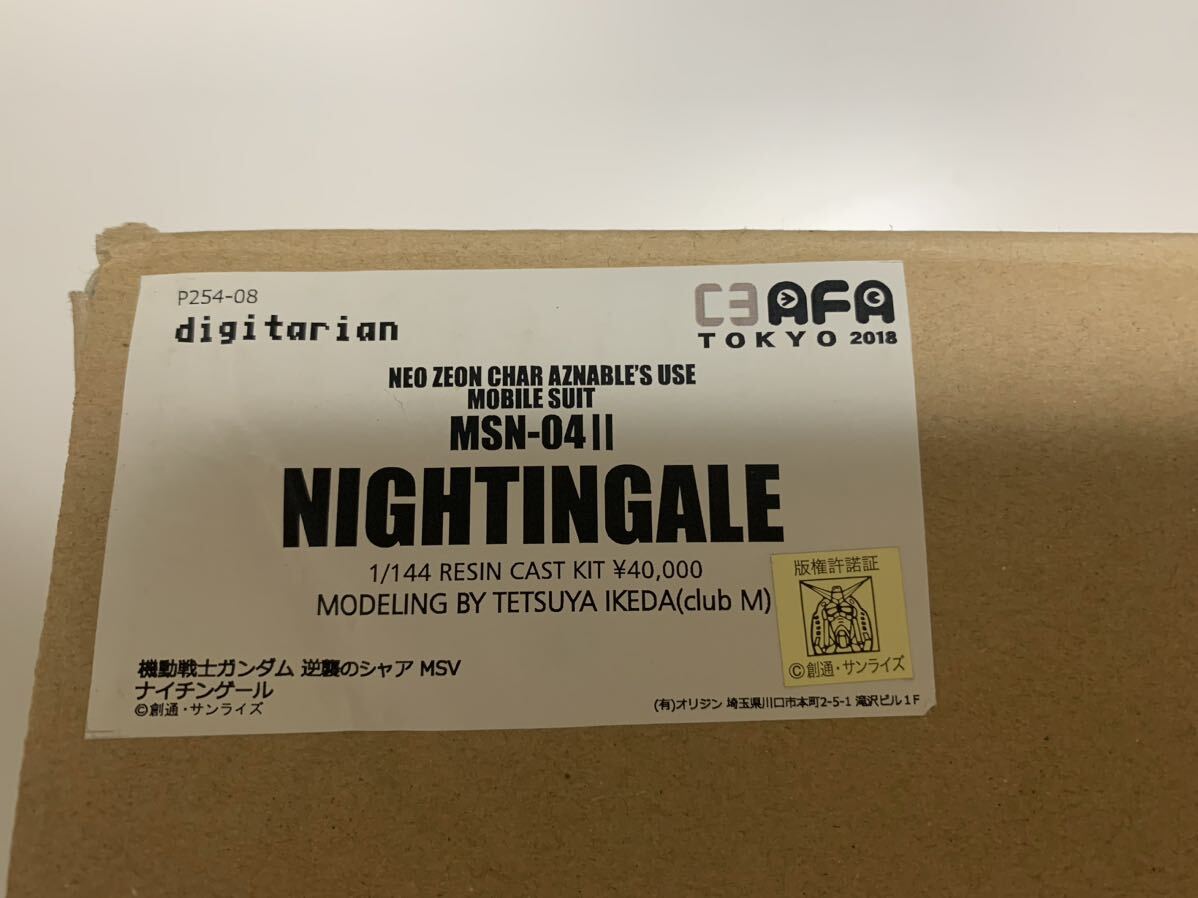 P254-08
digitarian
C3AFA
TOKYO 2018
NEO ZEON CHAR AZNABLE'S USE
MOBILE SUIT
MSN-04II
NIGHTINGALE
1/144 RESIN CAST KIT ¥40,000
MODELING BY TETSUYA IKEDA(club M)
版権許諾証
©創通・サンライズ
機動戦士ガンダム 逆襲のシャア MSV
ナイチンゲール
©創通・サンライズ
(有)オリジン 埼玉県川口市本町2-5-1 滝沢ビル1F